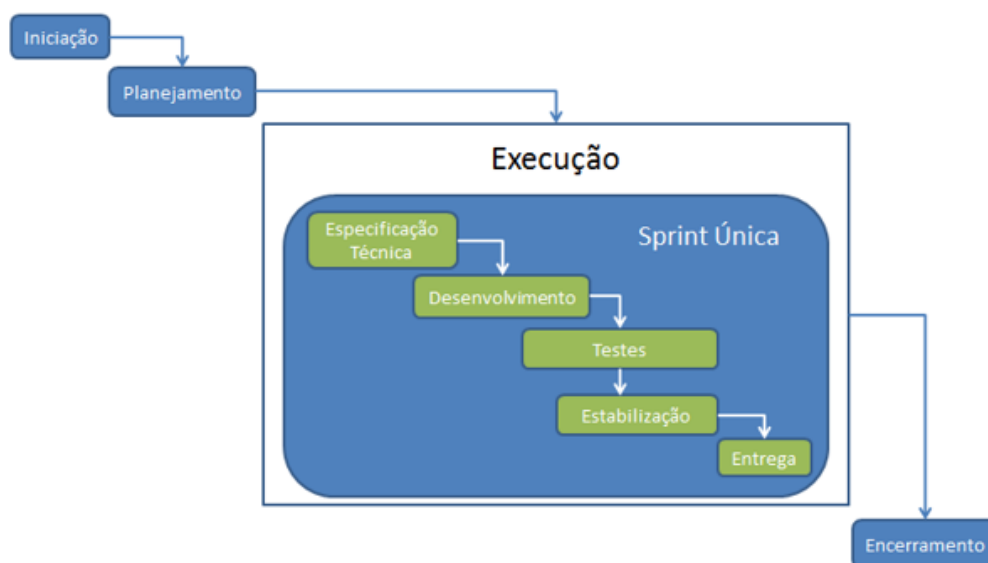 Iniciação
Planejamento
Execução
Sprint Única
Especificação
Técnica
Desenvolvimento
Testes
Estabilização
Entrega
Encerramento